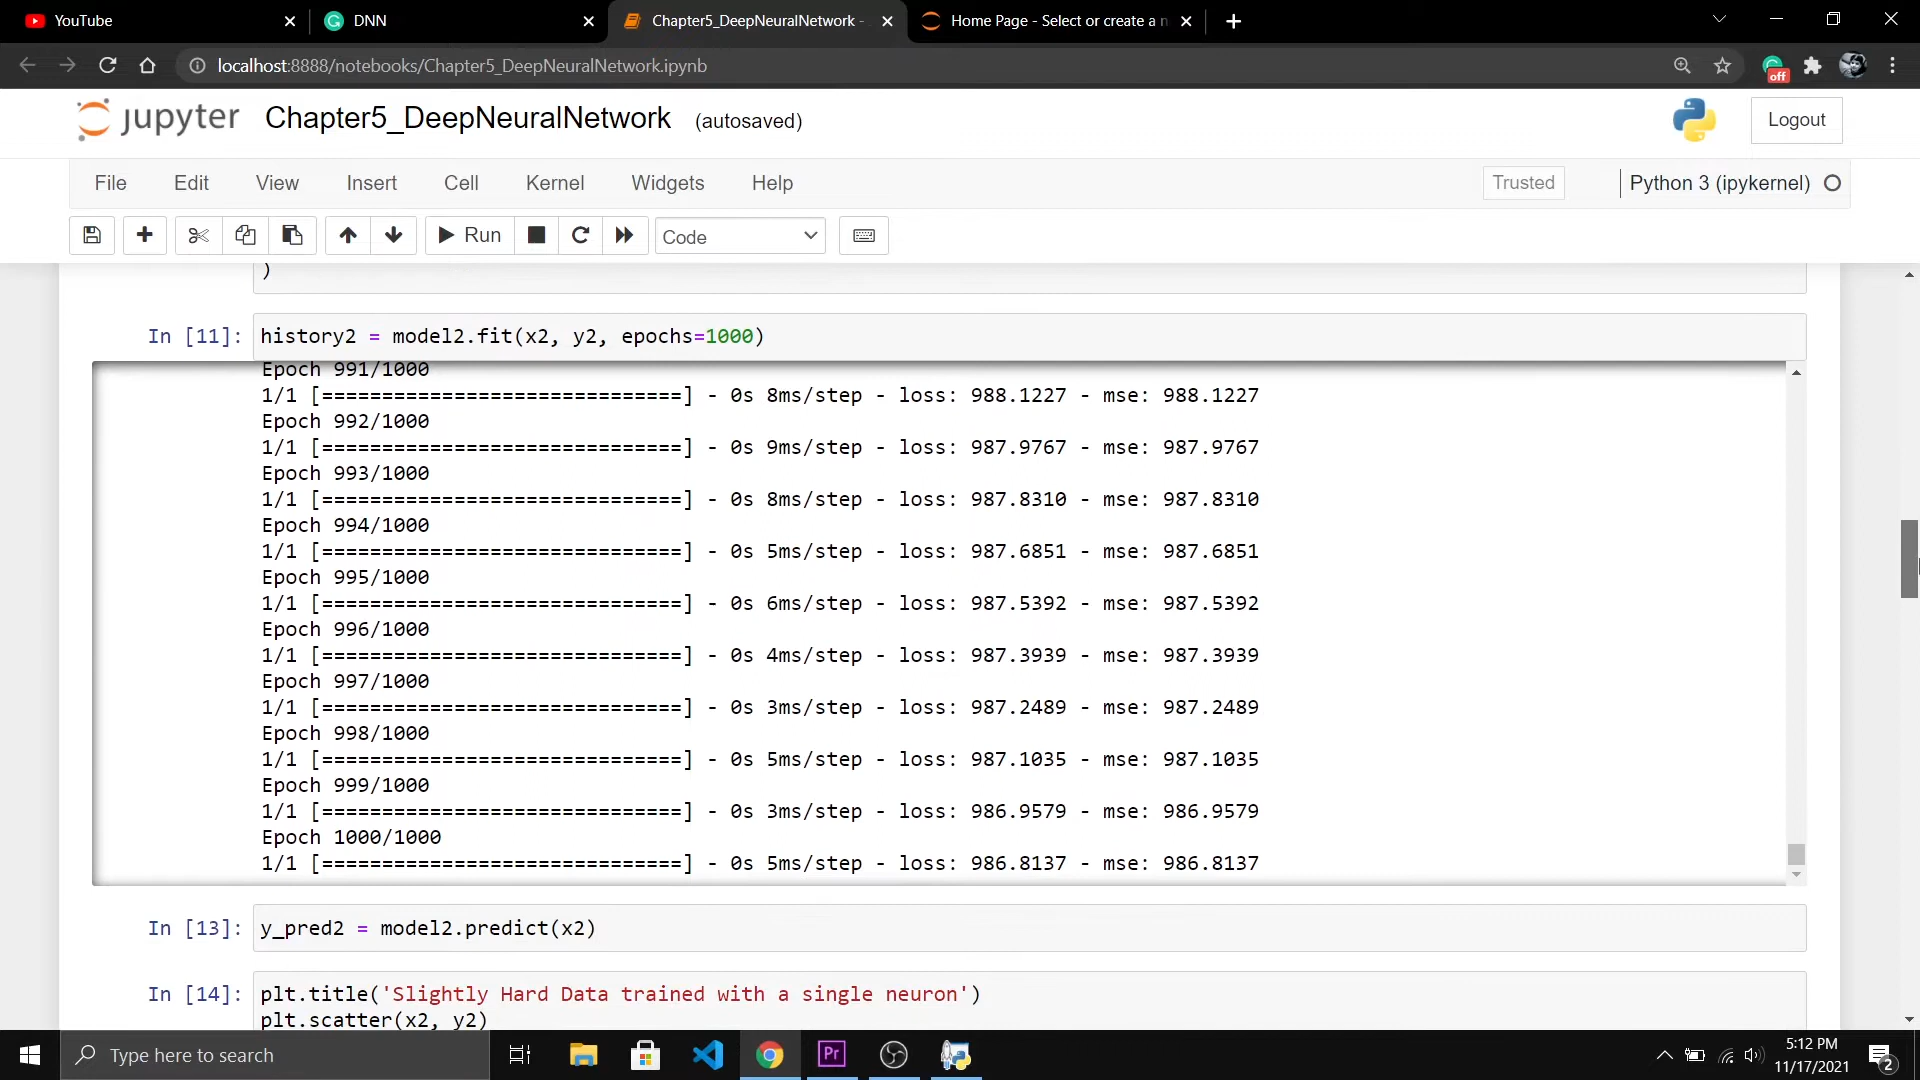 YouTube
DNN
Chapter5_DeepNeuralNetwork -
Home Page - Select or create a n
localhost:8888/notebooks/Chapter5_DeepNeuralNetwork.ipynb
off
jupyter
Chapter5_DeepNeuralNetwork (autosaved)
Logout
File Edit View Insert Cell Kernel Widgets Help
Trusted
Python 3 (ipykernel)
Run
Code
)
In [11]: history2 = model2.fit(x2, y2, epochs=1000)
Epoch 991/1000
1/1 [==============================] - 0s 8ms/step - loss: 988.1227 - mse: 988.1227
Epoch 992/1000
1/1 [==============================] - 0s 9ms/step - loss: 987.9767 - mse: 987.9767
Epoch 993/1000
1/1 [==============================] - 0s 8ms/step - loss: 987.8310 - mse: 987.8310
Epoch 994/1000
1/1 [==============================] - 0s 5ms/step - loss: 987.6851 - mse: 987.6851
Epoch 995/1000
1/1 [==============================] - 0s 6ms/step - loss: 987.5392 - mse: 987.5392
Epoch 996/1000
1/1 [==============================] - 0s 4ms/step - loss: 987.3939 - mse: 987.3939
Epoch 997/1000
1/1 [==============================] - 0s 3ms/step - loss: 987.2489 - mse: 987.2489
Epoch 998/1000
1/1 [==============================] - 0s 5ms/step - loss: 987.1035 - mse: 987.1035
Epoch 999/1000
1/1 [==============================] - 0s 3ms/step - loss: 986.9579 - mse: 986.9579
Epoch 1000/1000
1/1 [==============================] - 0s 5ms/step - loss: 986.8137 - mse: 986.8137
In [13]: y_pred2 = model2.predict(x2)
In [14]: plt.title('Slightly Hard Data trained with a single neuron')
plt.scatter(x2, y2)
Type here to search
Pr
5:12 PM
11/17/2021
2